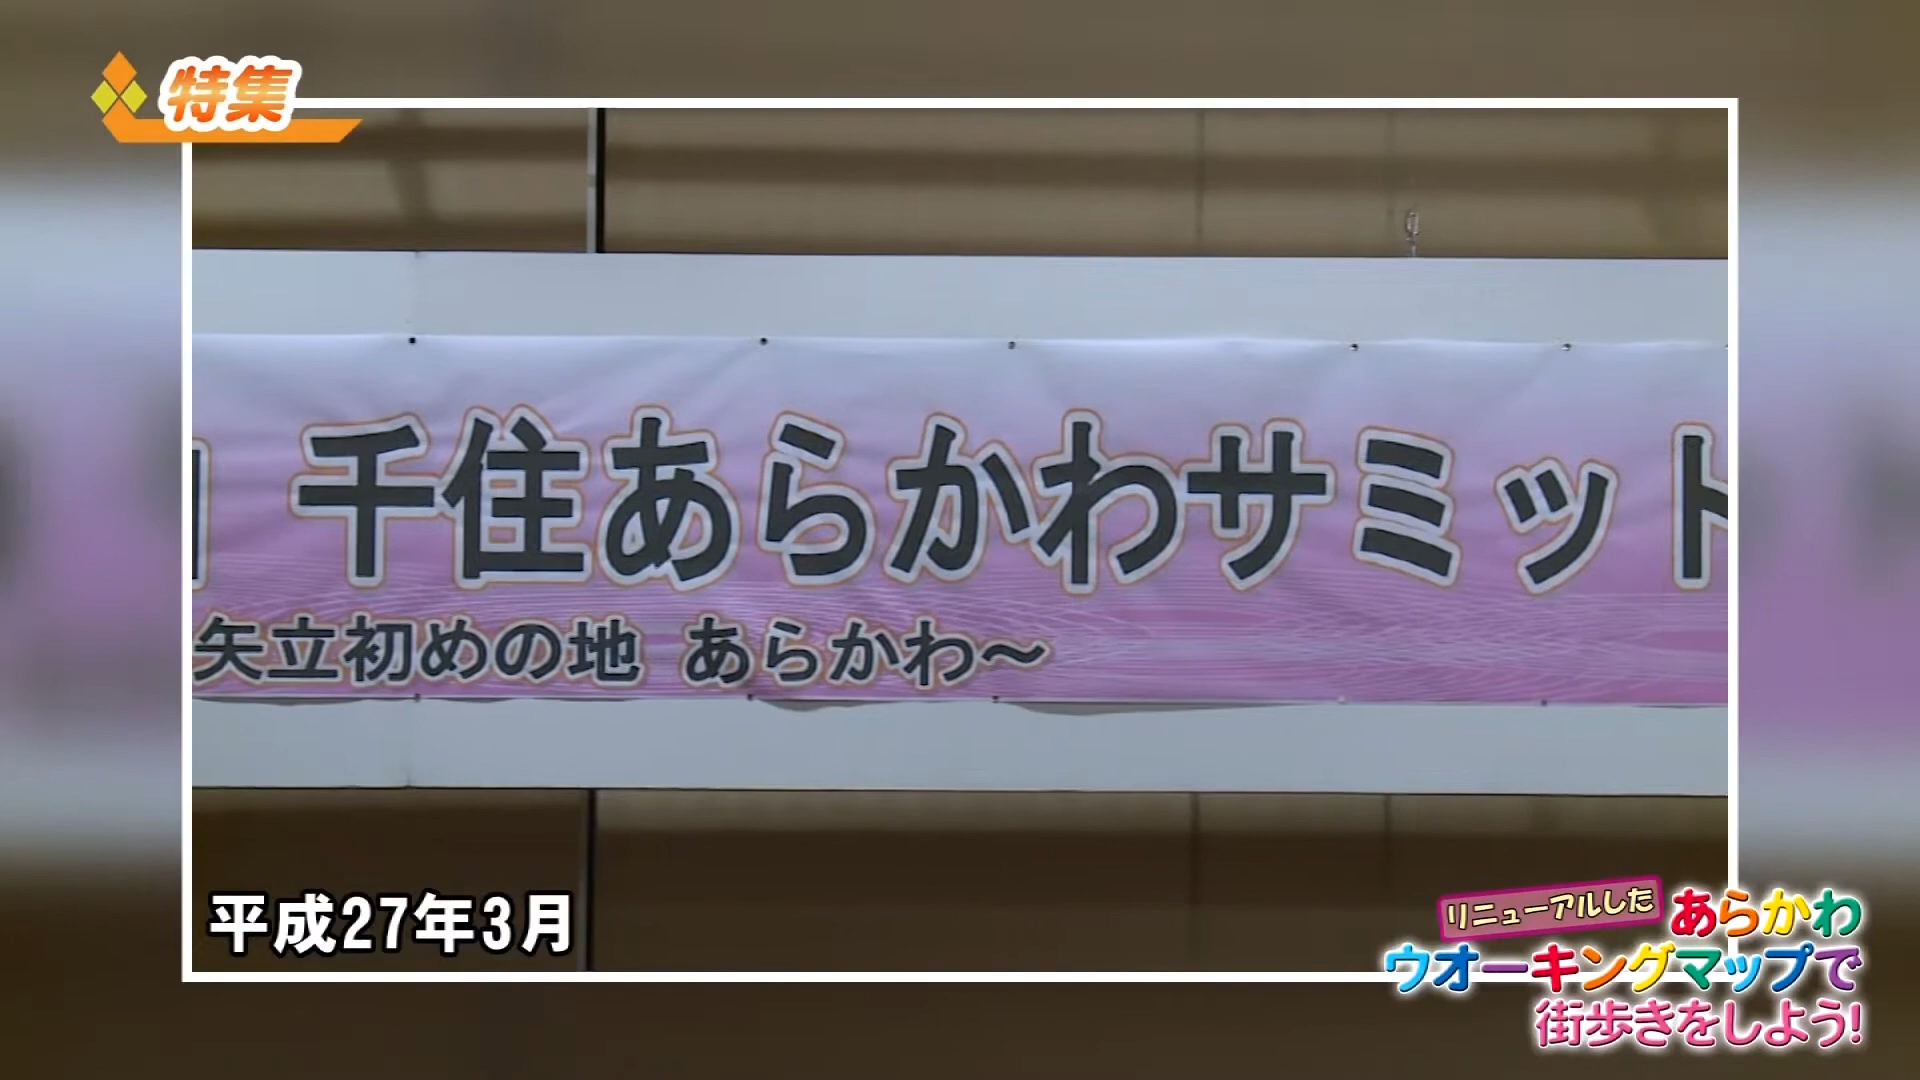 特集
千住あらかわサミット
矢立初めの地 あらかわ～
平成27年3月
リニューアルした あらかわ
ウオーキングマップで
街歩きをしよう!